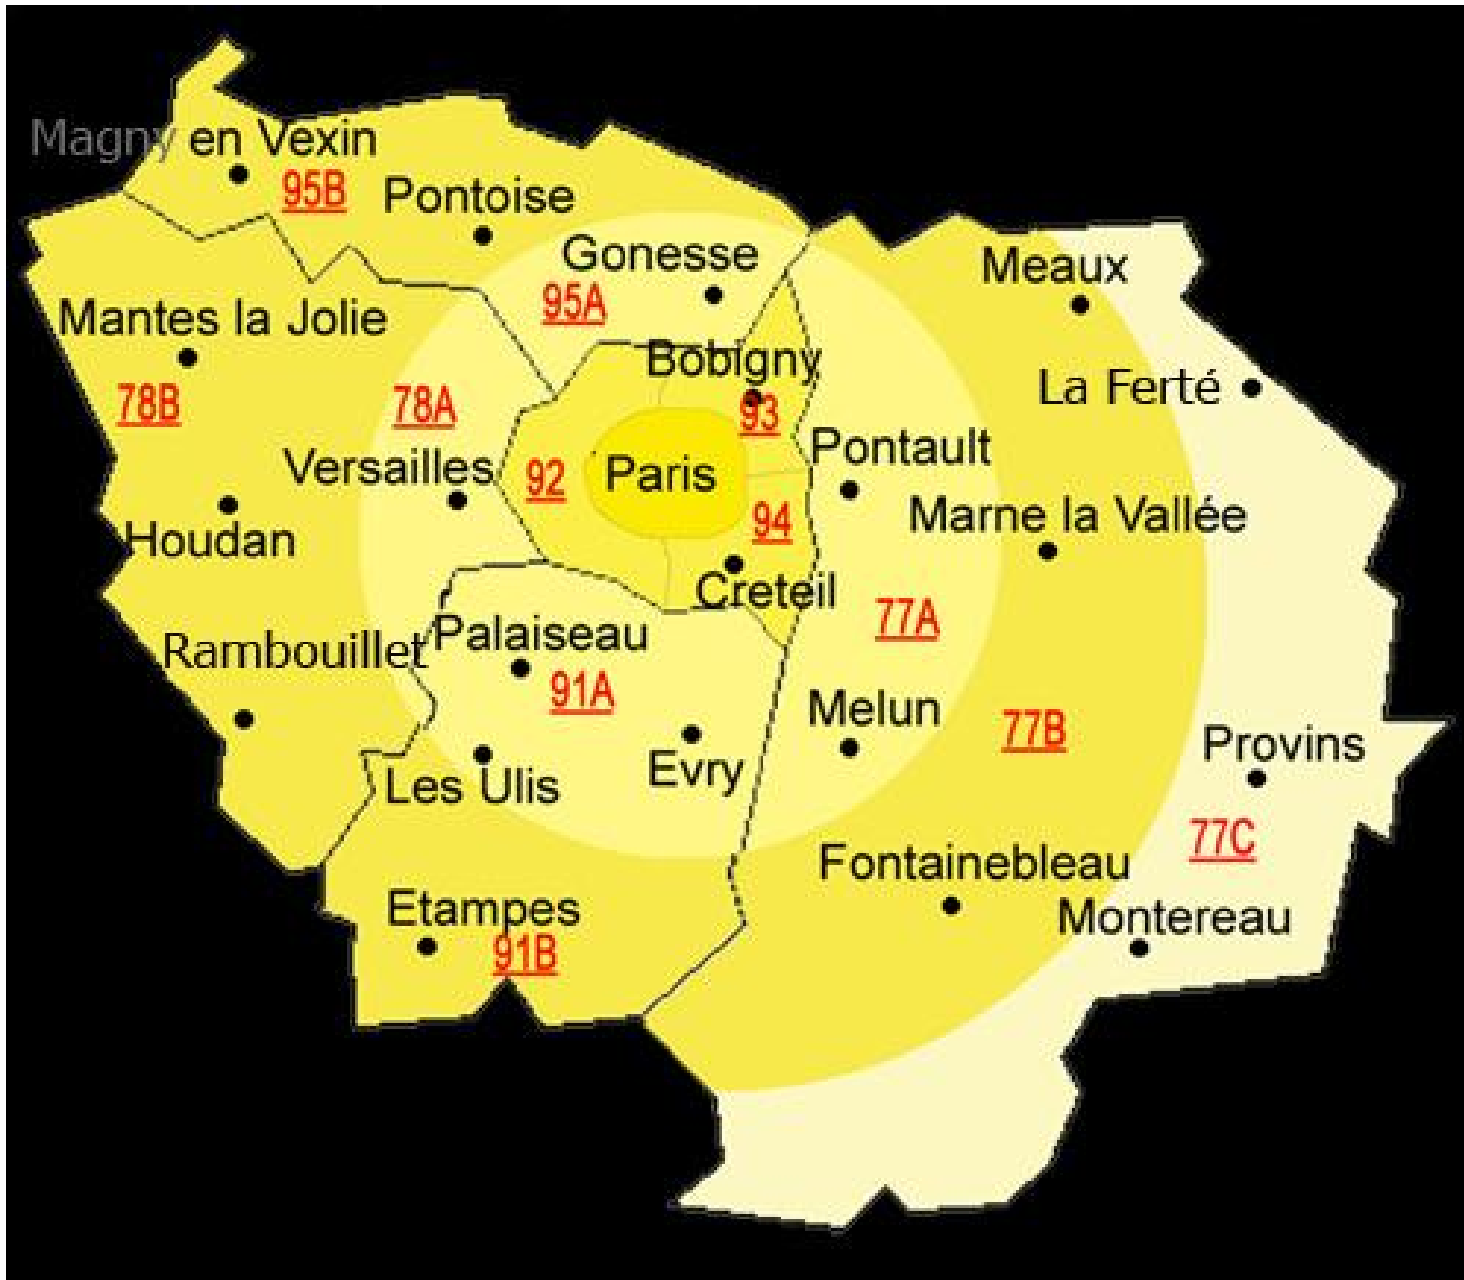 Magny en Vexin
95B
Pontoise
Gonesse
95A
Meaux
Mantes la Jolie
Bobigny
La Ferté
78B
78A
93
Pontault
Versailles
92
Paris
94
Marne la Vallée
Houdan
Creteil
77A
Rambouillet
Palaiseau
91A
Melun
77B
Provins
Evry
Les Ulis
77C
Fontainebleau
Etampes
Montereau
91B